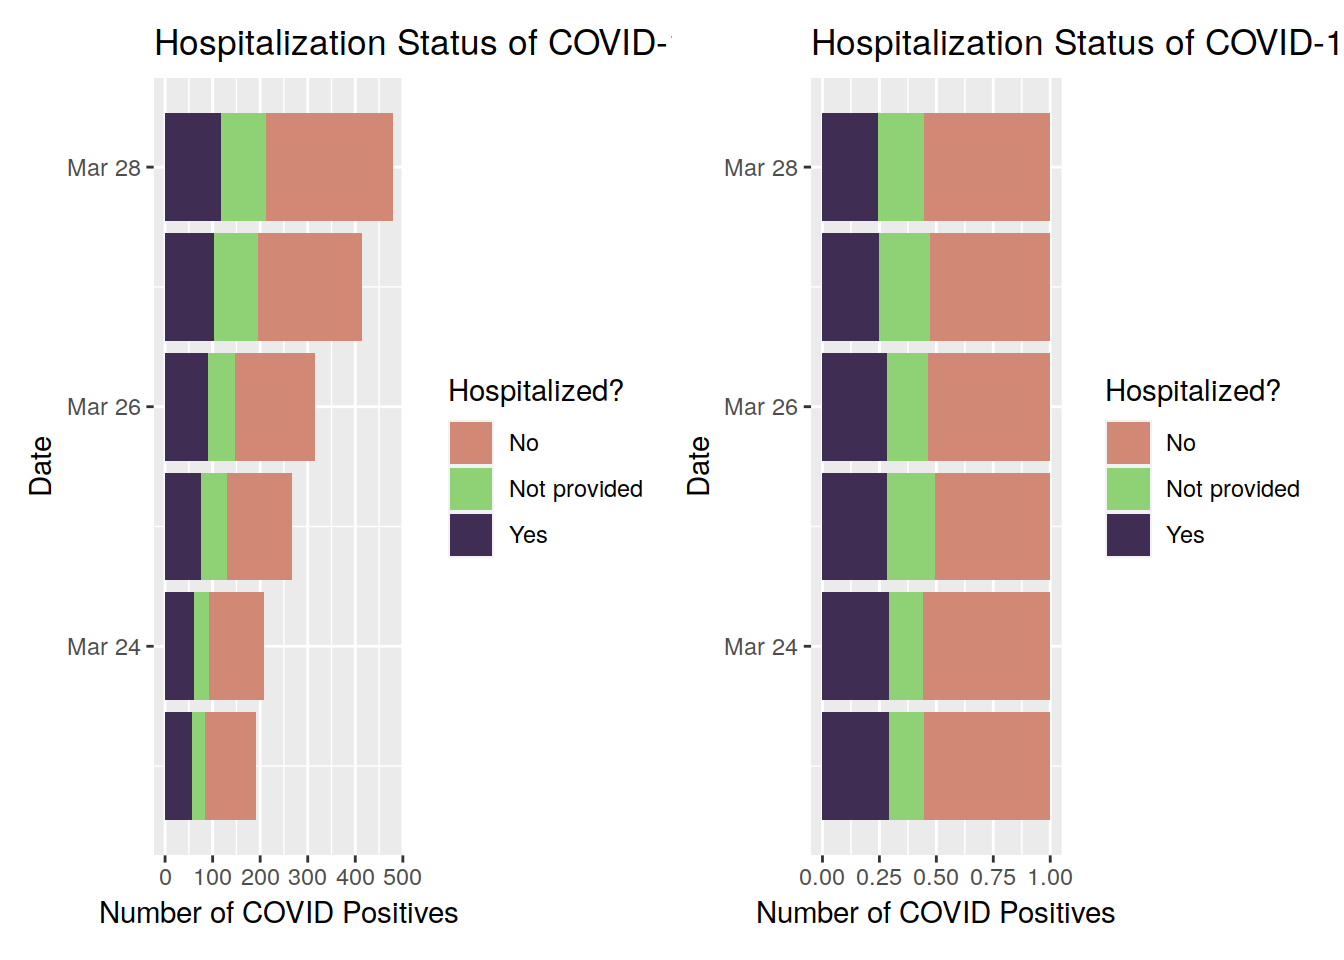 Hospitalization Status of COVID-
Mar 28
Mar 26
Mar 24
Date
0 100 200 300 400 500
Number of COVID Positives
Hospitalized?
No
Not provided
Yes
Hospitalization Status of COVID-1
Mar 28
Mar 26
Mar 24
Date
0.00 0.25 0.50 0.75 1.00
Number of COVID Positives
Hospitalized?
No
Not provided
Yes